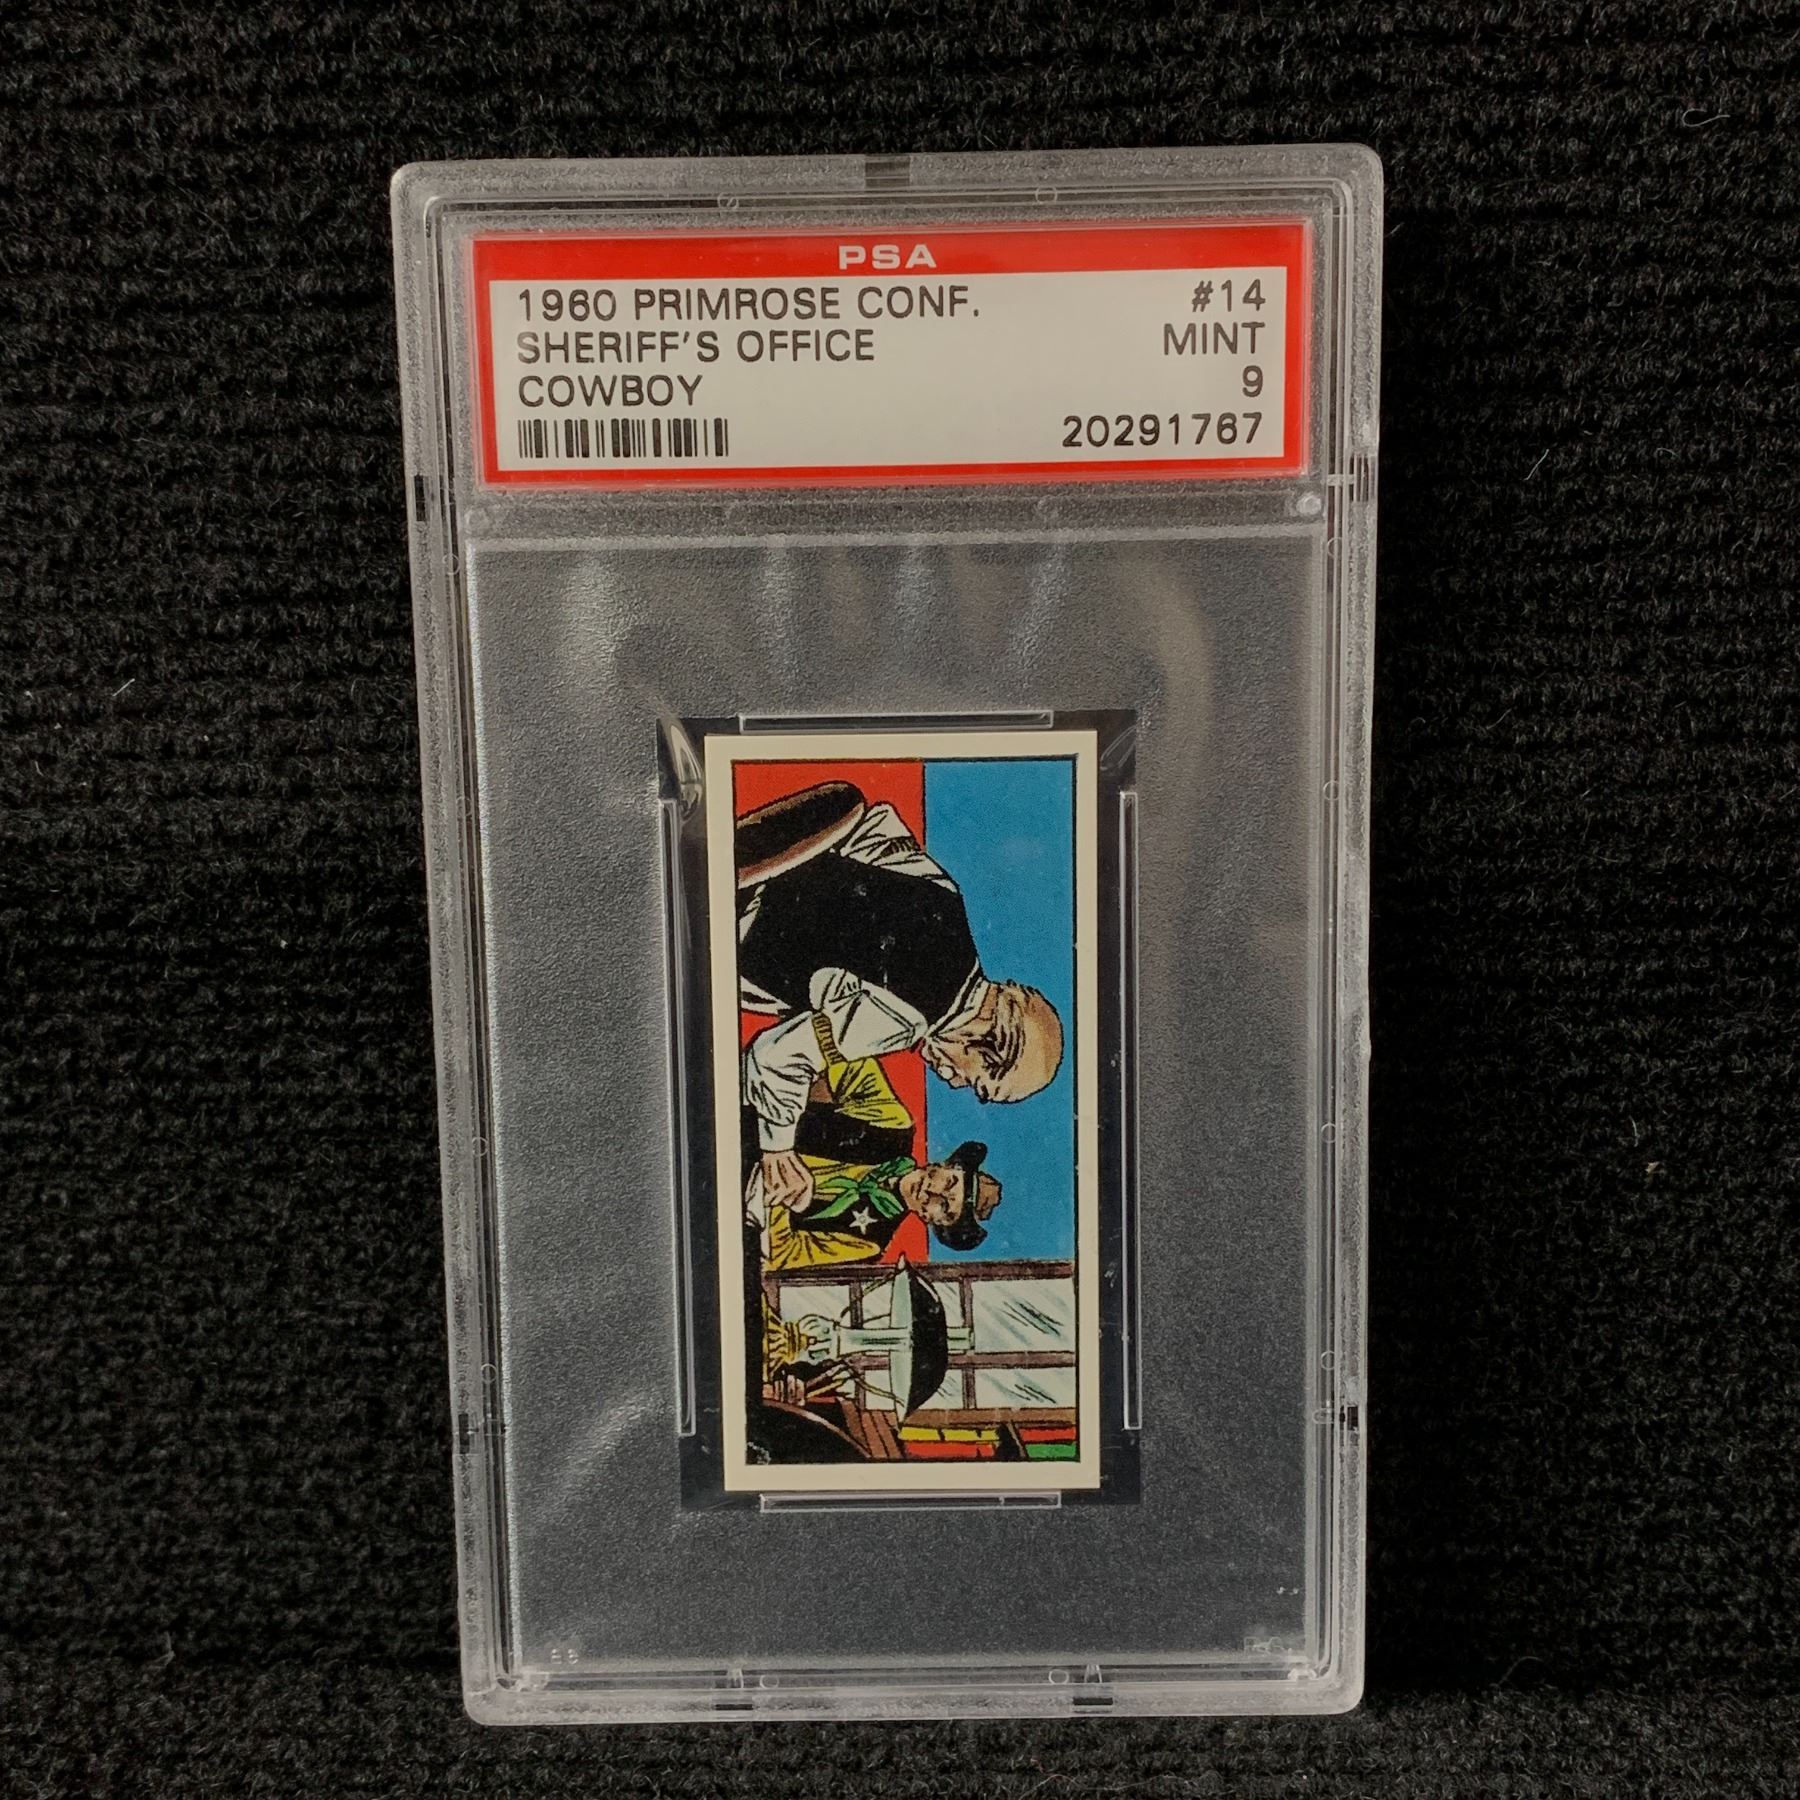 PSA
1960 PRIMROSE CONF. #14
SHERIFF'S OFFICE MINT
COWBOY 9
20291767